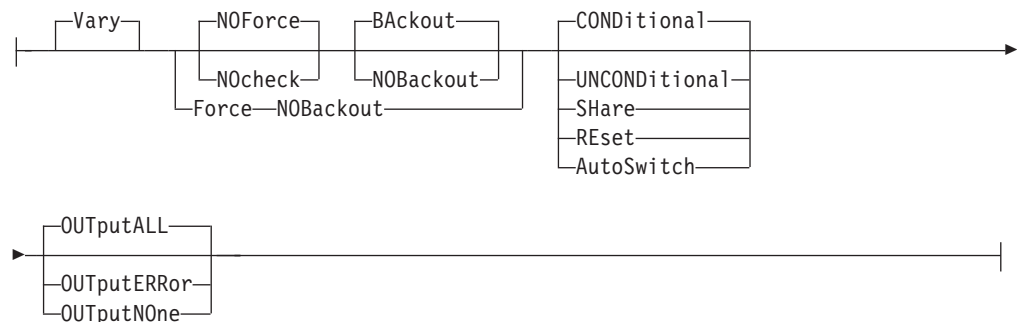 Vary NOForce BAckout CONDitional
NOcheck NOBackout UNCONDitional
Force NOBackout SHare
REset
AutoSwitch
OUTputALL
OUTputERRor
OUTputNOne